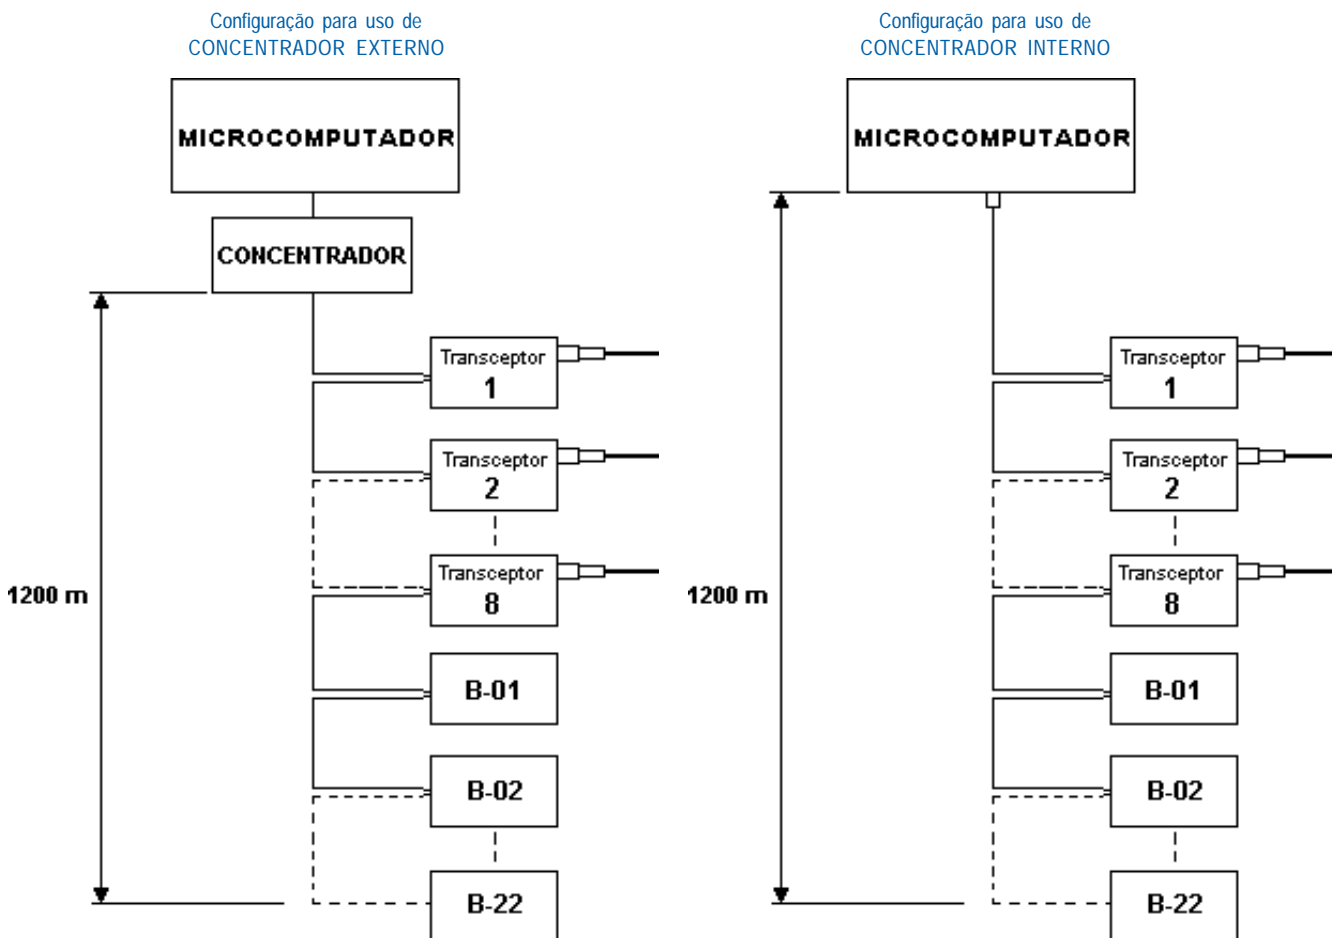 Configuração para uso de
CONCENTRADOR EXTERNO
MICROCOMPUTADOR
CONCENTRADOR
Transceptor
1
Transceptor
2
Transceptor
8
1200 m
B-01
B-02
B-22
Configuração para uso de
CONCENTRADOR INTERNO
MICROCOMPUTADOR
Transceptor
1
Transceptor
2
Transceptor
8
1200 m
B-01
B-02
B-22